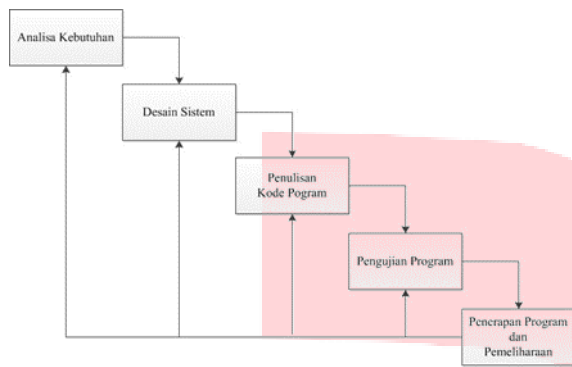 Analisa Kebutuhan
Desain Sistem
Penulisan
Kode Pogram
Pengujian Program
Penerapan Program
dan
Pemeliharaan